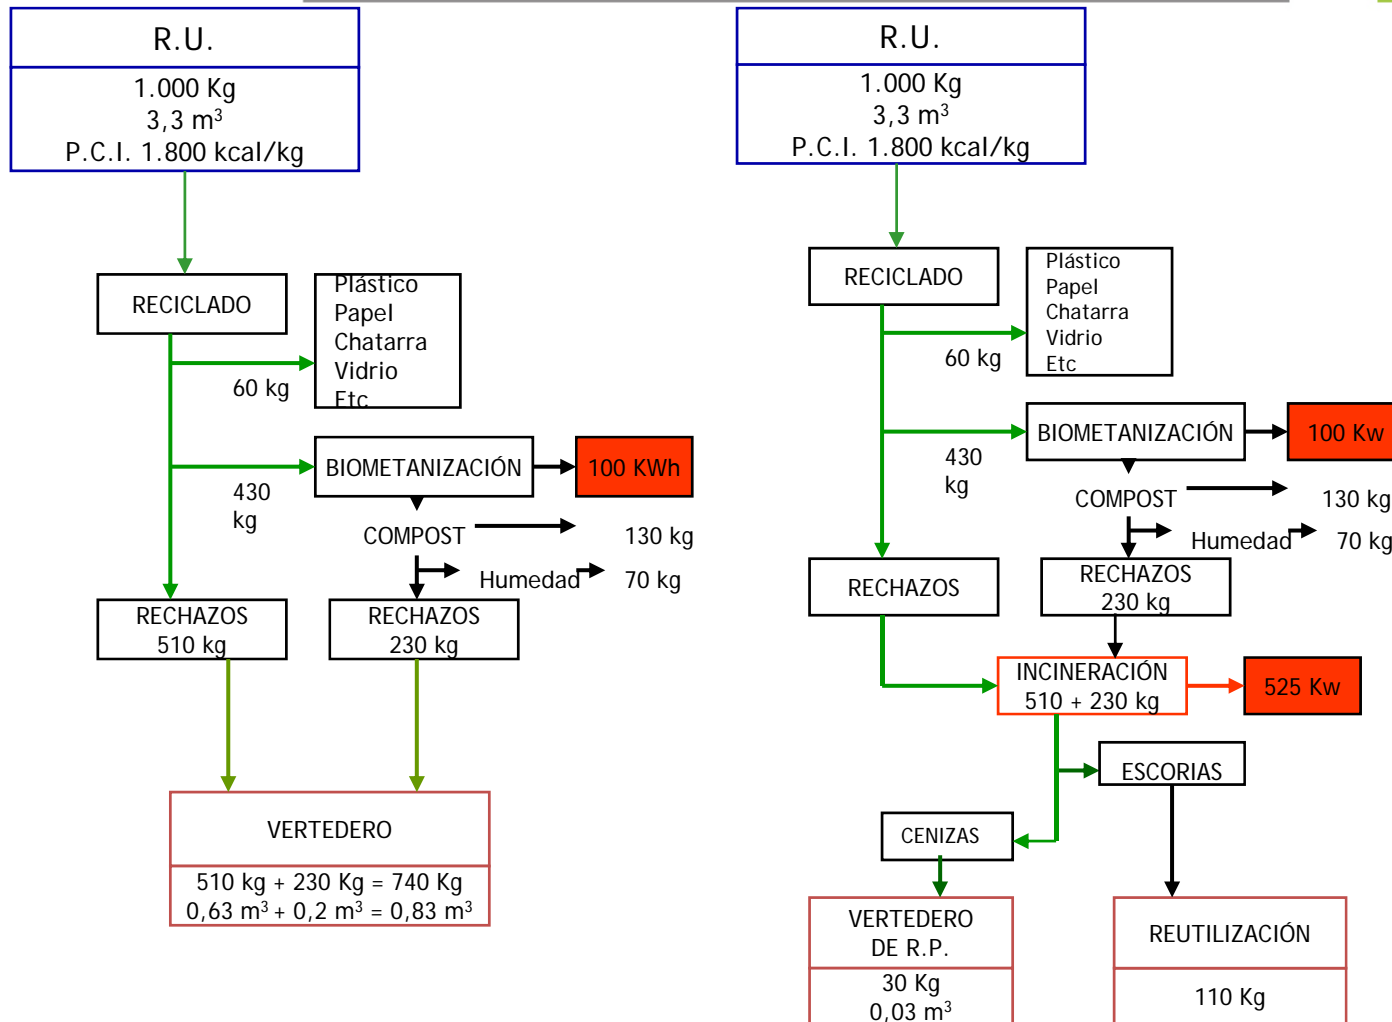 R.U.
1.000 Kg
3,3 m³
P.C.I. 1.800 kcal/kg
RECICLADO
Plástico
Papel
Chatarra
Vidrio
Etc
60 kg
BIOMETANIZACIÓN
100 KWh
430
kg
COMPOST
130 kg
Humedad
70 kg
RECHAZOS
510 kg
RECHAZOS
230 kg
VERTEDERO
510 kg + 230 Kg = 740 Kg
0,63 m³ + 0,2 m³ = 0,83 m³
R.U.
1.000 Kg
3,3 m³
P.C.I. 1.800 kcal/kg
RECICLADO
Plástico
Papel
Chatarra
Vidrio
Etc
60 kg
BIOMETANIZACIÓN
100 Kw
430
kg
COMPOST
130 kg
Humedad
70 kg
RECHAZOS
RECHAZOS
230 kg
INCINERACIÓN
510 + 230 kg
525 Kw
ESCORIAS
CENIZAS
VERTEDERO
DE R.P.
30 Kg
0,03 m³
REUTILIZACIÓN
110 Kg